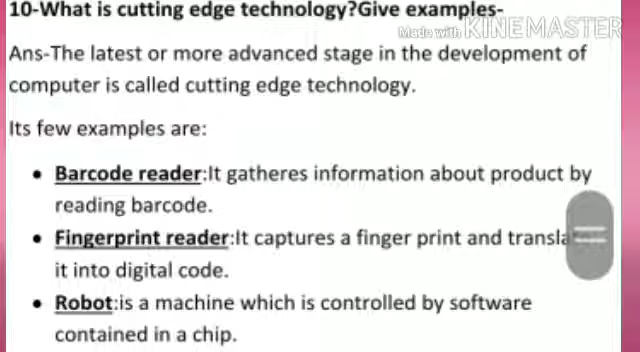 10-What is cutting edge technology?Give examples-
Made with KINEMASTER
Ans-The latest or more advanced stage in the development of
computer is called cutting edge technology.
Its few examples are:
• Barcode reader:It gatheres information about product by
reading barcode.
• Fingerprint reader:It captures a finger print and
it into digital code.
• Robot:is a machine which is controlled by software
contained in a chip.